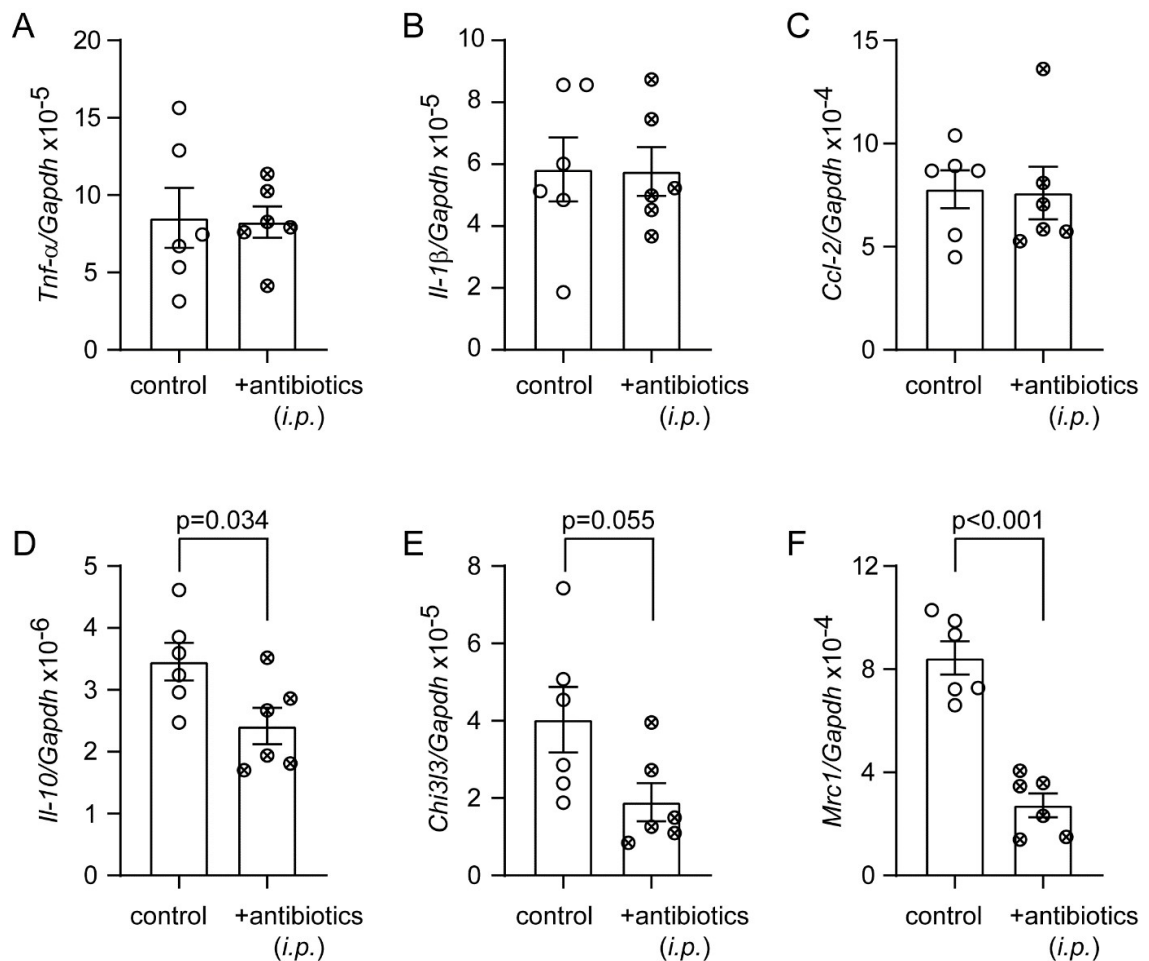 A
Tnf-α/Gapdh x10-5
20
15
10
5
0
control
+antibiotics
(i.p.)
B
Il-1β/Gapdh x10-5
10
8
6
4
2
0
control
+antibiotics
(i.p.)
C
Ccl-2/Gapdh x10-4
15
10
5
0
control
+antibiotics
(i.p.)
D
p=0.034
Il-10/Gapdh x10-6
5
4
3
2
1
0
control
+antibiotics
(i.p.)
E
p=0.055
Chi3l3/Gapdh x10-5
8
6
4
2
0
control
+antibiotics
(i.p.)
F
p<0.001
Mrc1/Gapdh x10-4
12
8
4
0
control
+antibiotics
(i.p.)